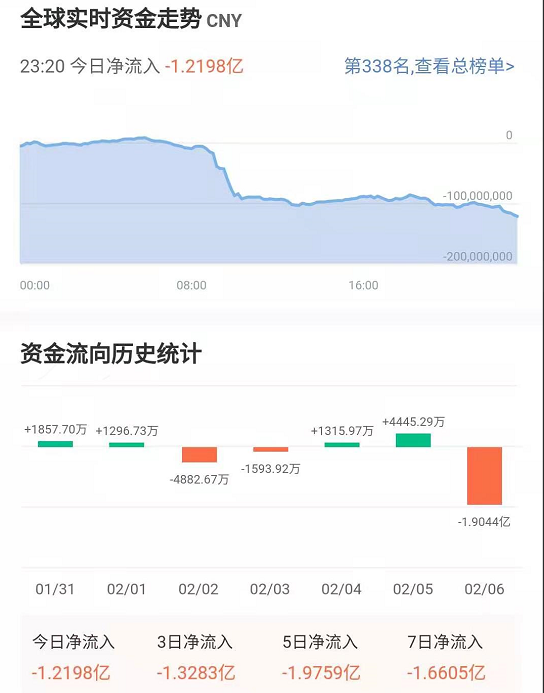 全球实时资金走势 CNY
23:20 今日净流入 -1.2198亿 第338名,查看总榜单>
0
-100,000,000
-200,000,000
00:00 08:00 16:00
资金流向历史统计
+1857.70万 +1296.73万 -4882.67万 -1593.92万 +1315.97万 +4445.29万 -1.9044亿
01/31 02/01 02/02 02/03 02/04 02/05 02/06
今日净流入 3日净流入 5日净流入 7日净流入
-1.2198亿 -1.3283亿 -1.9759亿 -1.6605亿